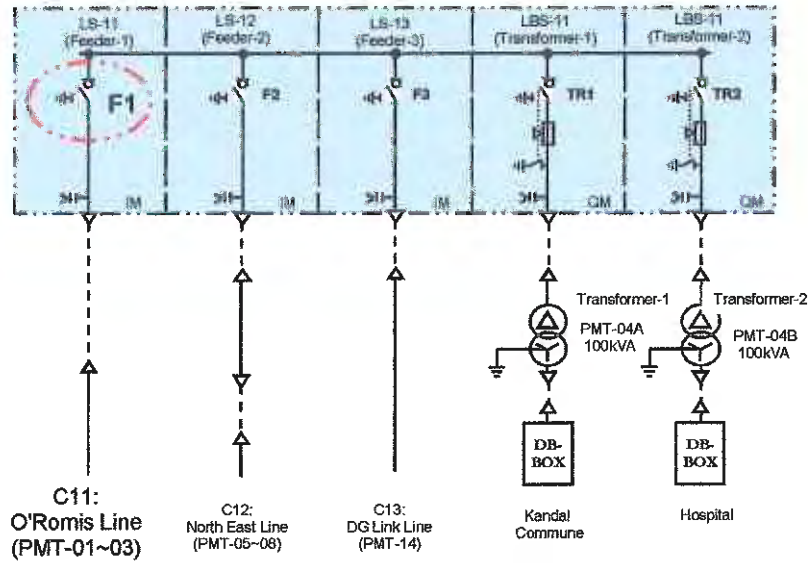 LS-11
(Feeder-1)
LS-12
(Feeder-2)
LS-13
(Feeder-3)
LBS-11
(Transformer-1)
LBS-11
(Transformer-2)
F1
F2
F3
TR1
TR2
IM
IM
IM
QM
QM
Transformer-1
PMT-04A
100kVA
Transformer-2
PMT-04B
100kVA
DB-
BOX
DB-
BOX
C11:
O'Romis Line
(PMT-01~03)
C12:
North East Line
(PMT-05~08)
C13:
DG Link Line
(PMT-14)
Kandal
Commune
Hospital